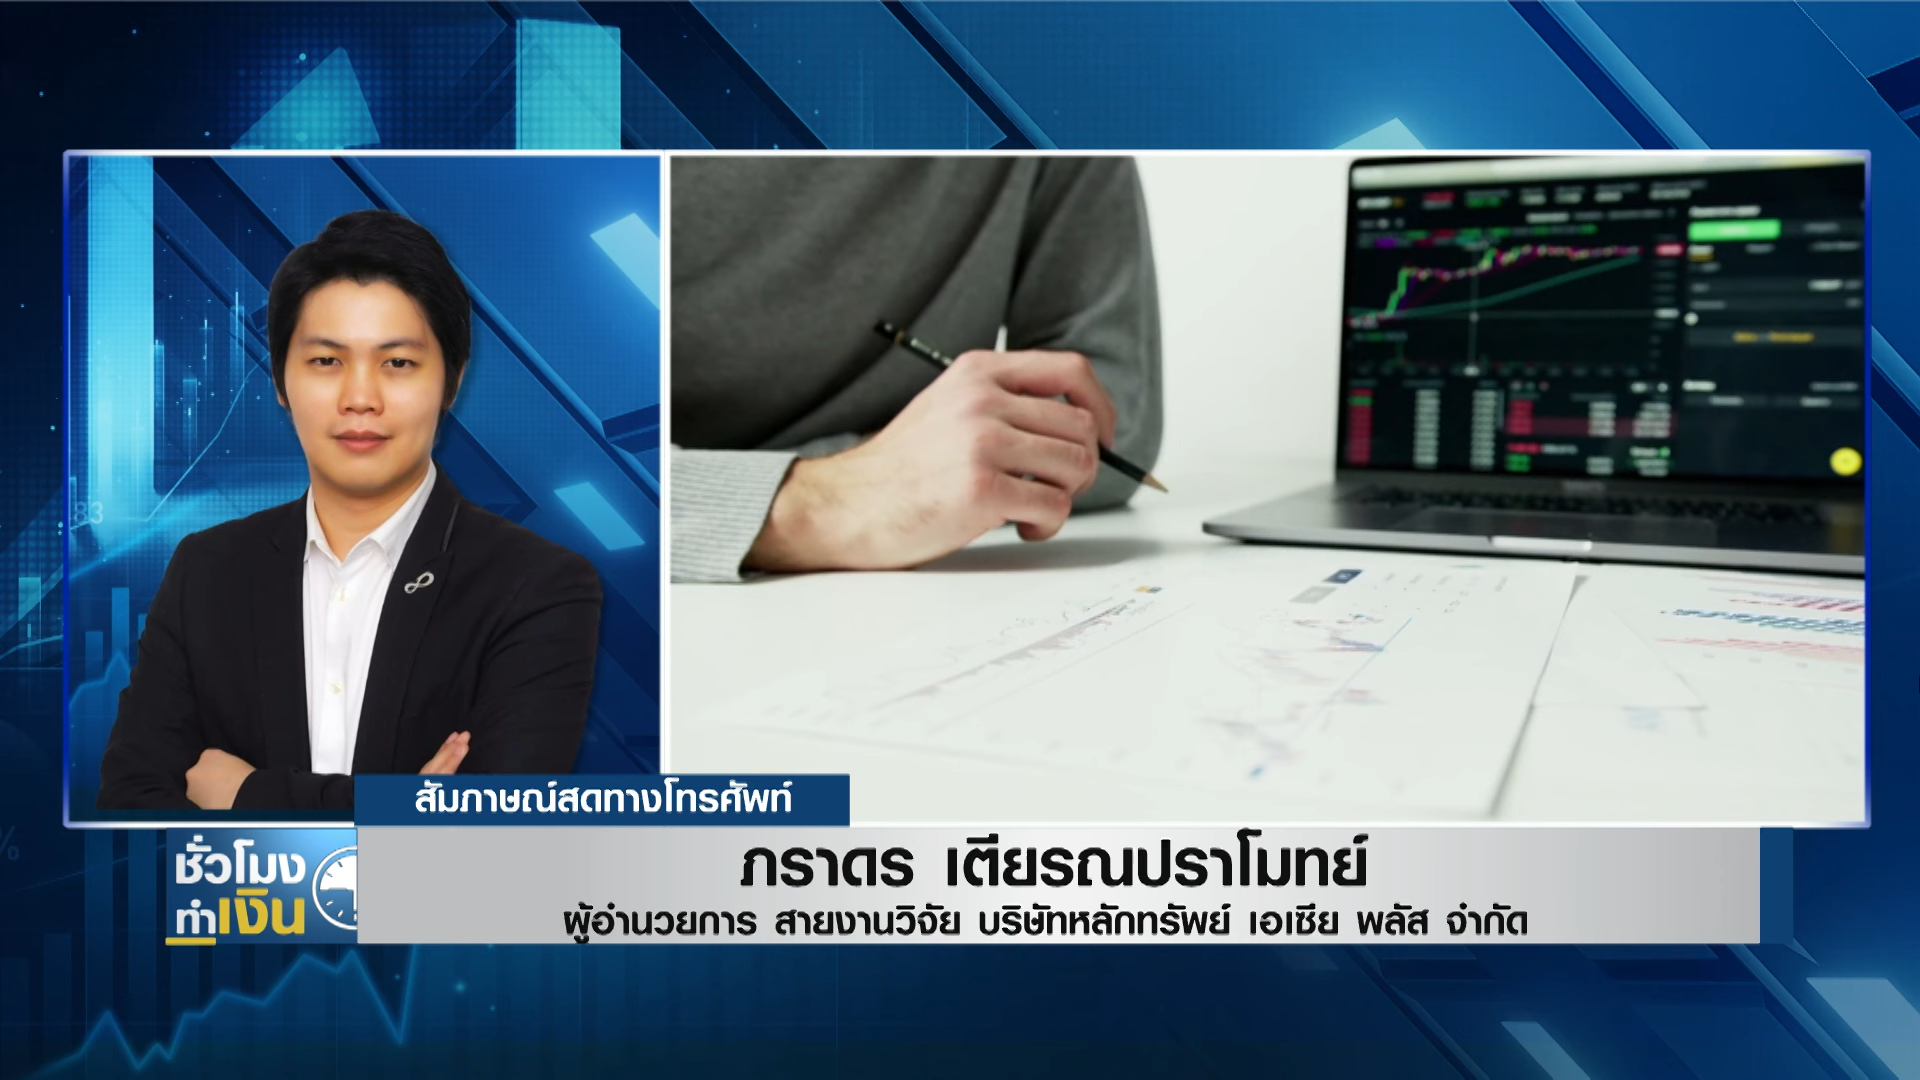 สัมภาษณ์สดทางโทรศัพท์
ชั่วโมง
ทำเงิน
ภราดร เตียรณปราโมทย์
ผู้อำนวยการ สายงานวิจัย บริษัทหลักทรัพย์ เอเซีย พลัส จำกัด